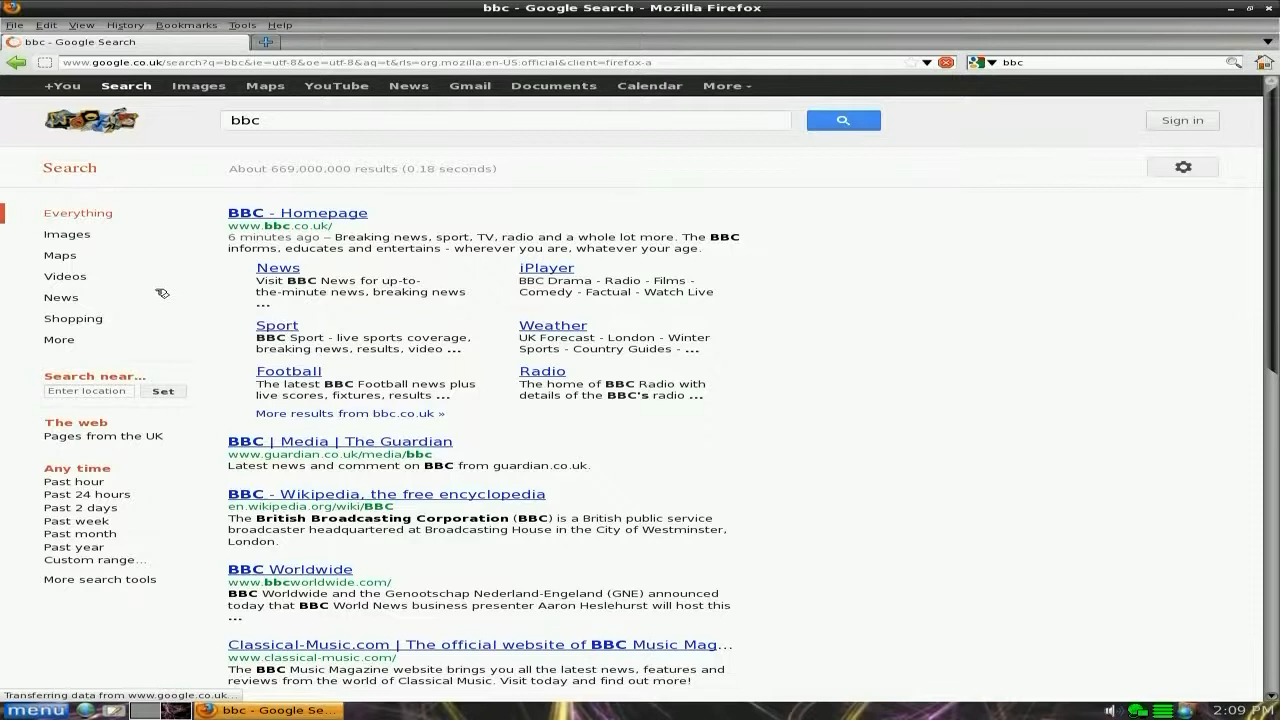 bbc - Google Search - Mozilla Firefox
File Edit View History Bookmarks Tools Help
bbc - Google Search
www.google.co.uk/search?q=bbc&ie=utf-8&oe=utf-8&aq=t&rls=org.mozilla:en-US:official&client=firefox-a
bbc
+You Search Images Maps YouTube News Gmail Documents Calendar More
bbc
Sign in
Search
About 669,000,000 results (0.18 seconds)
Everything
Images
Maps
Videos
News
Shopping
More
Search near...
Enter location Set
The web
Pages from the UK
Any time
Past hour
Past 24 hours
Past 2 days
Past week
Past month
Past year
Custom range...
More search tools
BBC - Homepage
www.bbc.co.uk/
6 minutes ago – Breaking news, sport, TV, radio and a whole lot more. The BBC
informs, educates and entertains - wherever you are, whatever your age.
News
Visit BBC News for up-to-
the-minute news, breaking news
...
iPlayer
BBC Drama - Radio - Films -
Comedy - Factual - Watch Live
Sport
BBC Sport - live sports coverage,
breaking news, results, video ...
Weather
UK Forecast - London - Winter
Sports - Country Guides - ...
Football
The latest BBC Football news plus
live scores, fixtures, results ...
Radio
The home of BBC Radio with
details of the BBC's radio ...
More results from bbc.co.uk »
BBC | Media | The Guardian
www.guardian.co.uk/media/bbc
Latest news and comment on BBC from guardian.co.uk.
BBC - Wikipedia, the free encyclopedia
en.wikipedia.org/wiki/BBC
The British Broadcasting Corporation (BBC) is a British public service
broadcaster headquartered at Broadcasting House in the City of Westminster,
London.
BBC Worldwide
www.bbcworldwide.com/
BBC Worldwide and the Genootschap Nederland-Engeland (GNE) announced
today that BBC World News business presenter Aaron Heslehurst will host this
...
Classical-Music.com | The official website of BBC Music Mag...
www.classical-music.com/
The BBC Music Magazine website brings you all the latest news, features and
reviews from the world of Classical Music. Visit today and find out more!
Transferring data from www.google.co.uk...
menu
bbc - Google Se...
2:09 PM